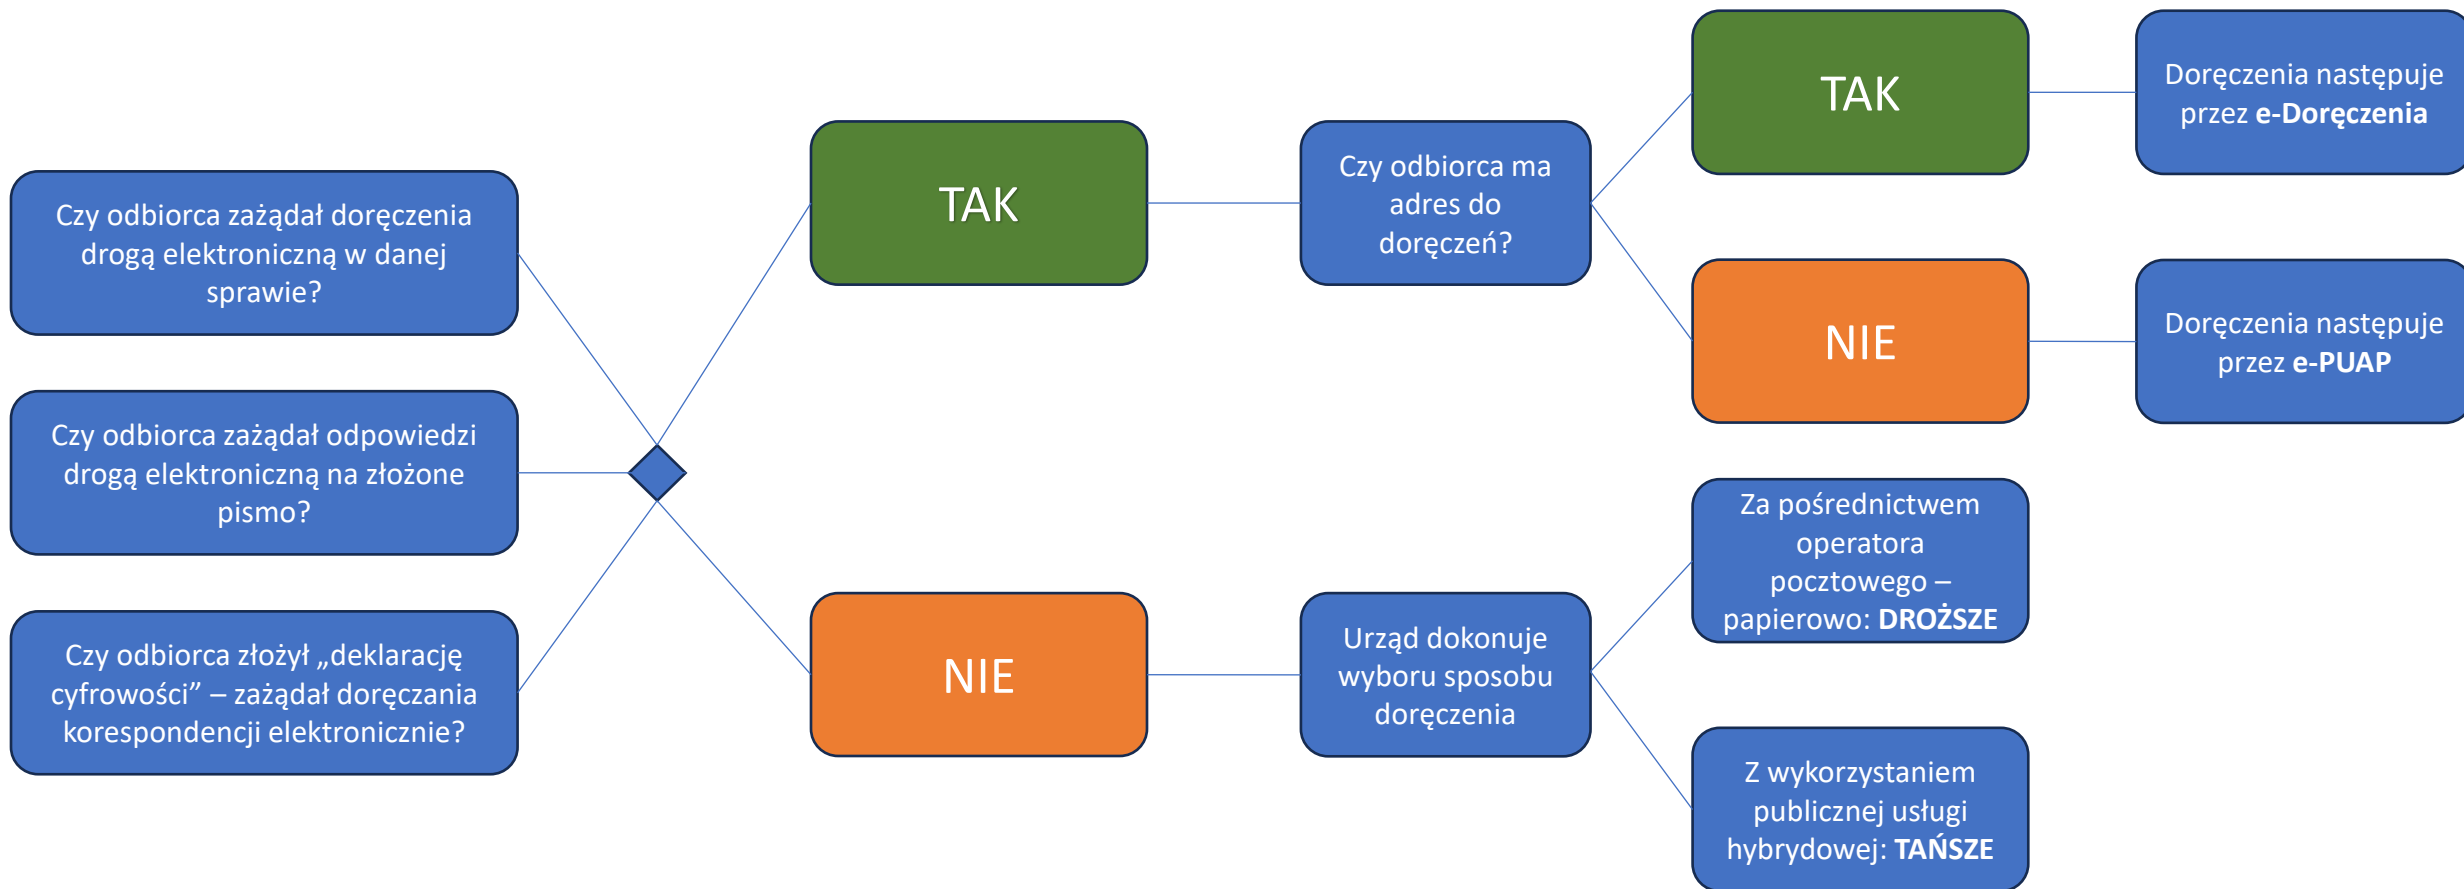 Czy odbiorca zażądał doręczenia
drogą elektroniczną w danej
sprawie?
Czy odbiorca zażądał odpowiedzi
drogą elektroniczną na złożone
pismo?
Czy odbiorca złożył „deklarację
cyfrowości” – zażądał doręczania
korespondencji elektronicznie?
TAK
NIE
Czy odbiorca ma
adres do
doręczeń?
Urząd dokonuje
wyboru sposobu
doręczenia
TAK
NIE
Za pośrednictwem
operatora
pocztowego –
papierowo: DROŻSZE
Z wykorzystaniem
publicznej usługi
hybrydowej: TAŃSZE
Doręczenia następuje
przez e-Doręczenia
Doręczenia następuje
przez e-PUAP